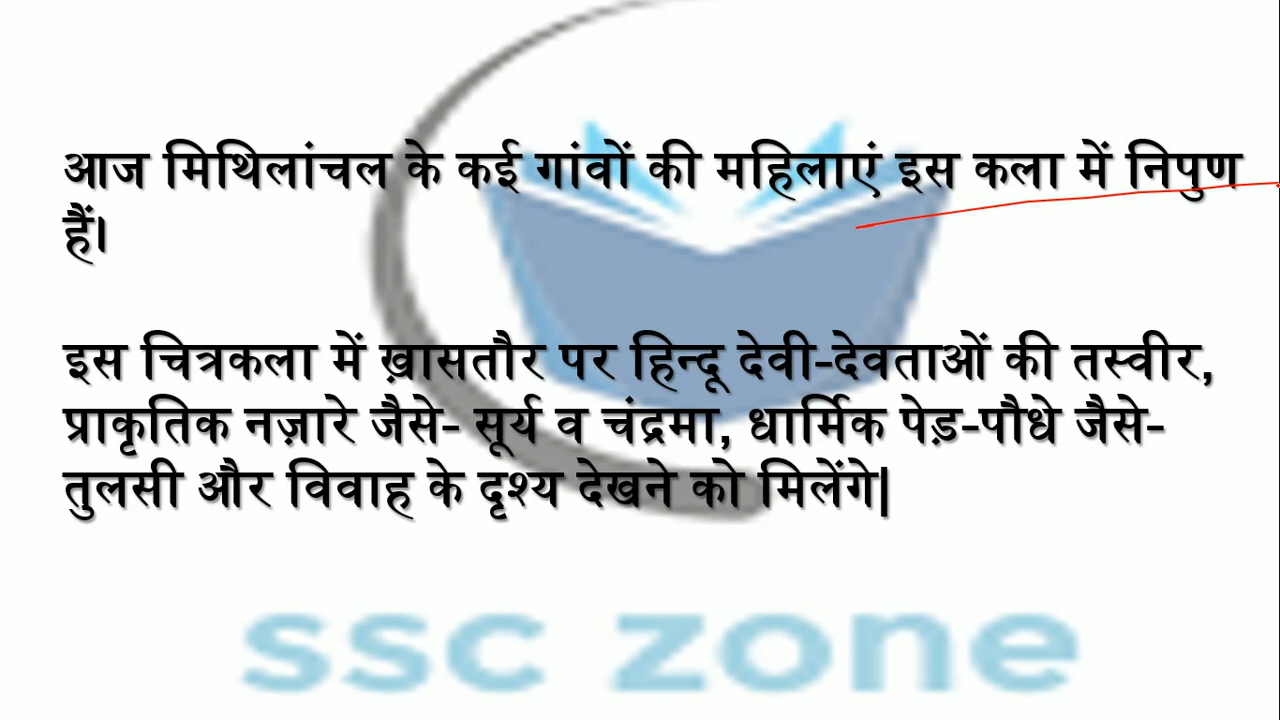 आज मिथिलांचल के कई गांवों की महिलाएं इस कला में निपुण
हैं।
इस चित्रकला में ख़ासतौर पर हिन्दू देवी-देवताओं की तस्वीर,
प्राकृतिक नज़ारे जैसे- सूर्य व चंद्रमा, धार्मिक पेड़-पौधे जैसे-
तुलसी और विवाह के दृश्य देखने को मिलेंगे|
ssc zone